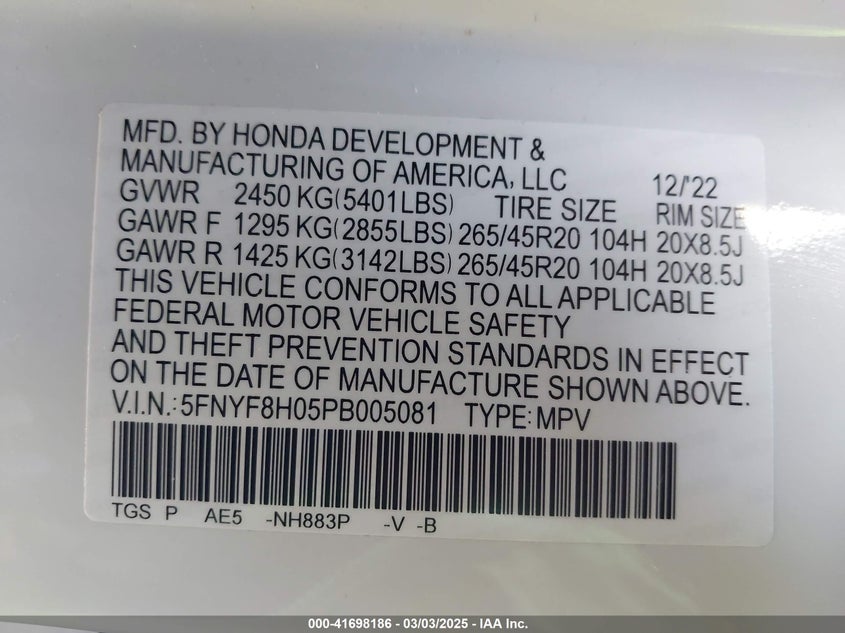 MFD. BY HONDA DEVELOPMENT &
MANUFACTURING OF AMERICA, LLC 12/'22
GVWR 2450 KG(5401LBS) TIRE SIZE RIM SIZE
GAWR F 1295 KG(2855LBS) 265/45R20 104H 20X8.5J
GAWR R 1425 KG(3142LBS) 265/45R20 104H 20X8.5J
THIS VEHICLE CONFORMS TO ALL APPLICABLE
FEDERAL MOTOR VEHICLE SAFETY
AND THEFT PREVENTION STANDARDS IN EFFECT
ON THE DATE OF MANUFACTURE SHOWN ABOVE.
V.I.N.: 5FNYF8H05PB005081 TYPE: MPV
TGS P AE5 -NH883P -V -B
000-41698186 - 03/03/2025 - IAA Inc.